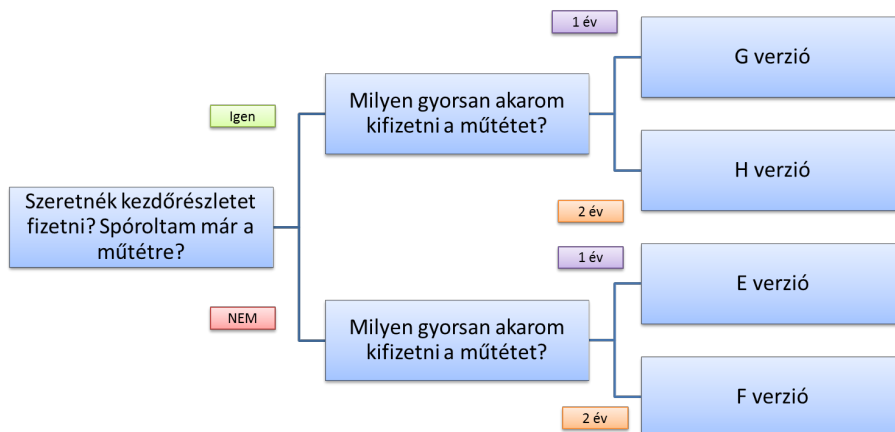 Szeretnék kezdőrészletet
fizetni? Spóroltam már a
műtétre?
Igen
Milyen gyorsan akarom
kifizetni a műtétet?
1 év
G verzió
H verzió
2 év
NEM
Milyen gyorsan akarom
kifizetni a műtétet?
1 év
E verzió
F verzió
2 év